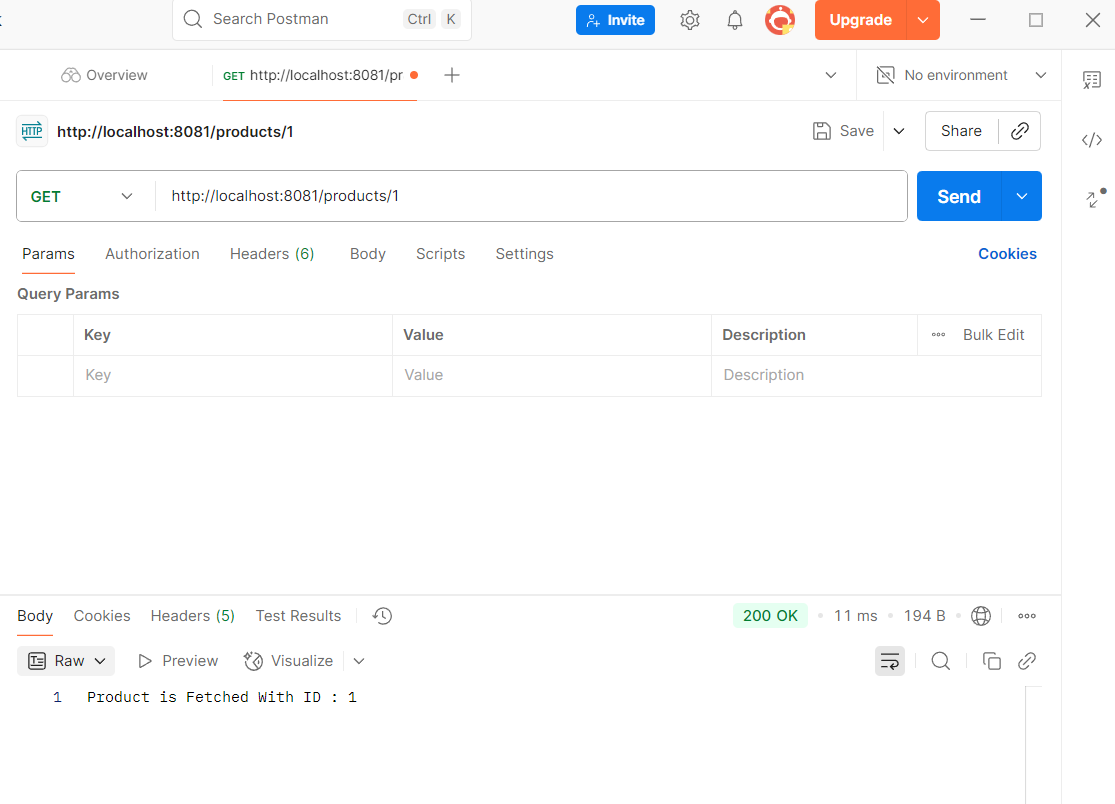 Search Postman Ctrl K Invite Upgrade
Overview GET http://localhost:8081/pr No environment
HTTP http://localhost:8081/products/1 Save Share
GET http://localhost:8081/products/1 Send
Params Authorization Headers (6) Body Scripts Settings Cookies
Query Params
Key Value Description Bulk Edit
Key Value Description
Body Cookies Headers (5) Test Results 200 OK 11 ms 194 B
Raw Preview Visualize
1 Product is Fetched With ID : 1